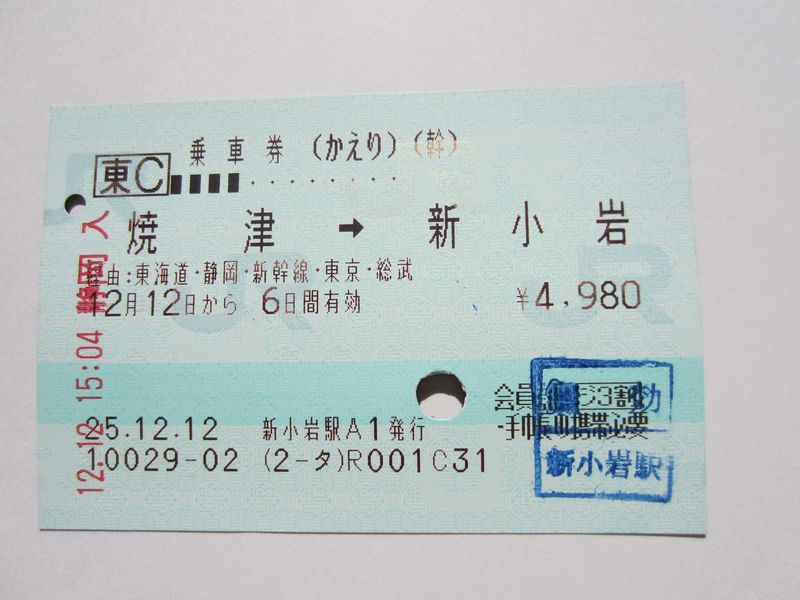 乗車券 (かえり) (幹)
東C
焼津 → 新小岩
経由:東海道・静岡・新幹線・東京・総武
12月12日から 6日間有効 ¥4,980
会員 ジ3割
25.12.12 新小岩駅A1発行 -手帳の携帯必要
10029-02 (2-タ)R001C31
新小岩駅
12.12 15:04 静岡 入